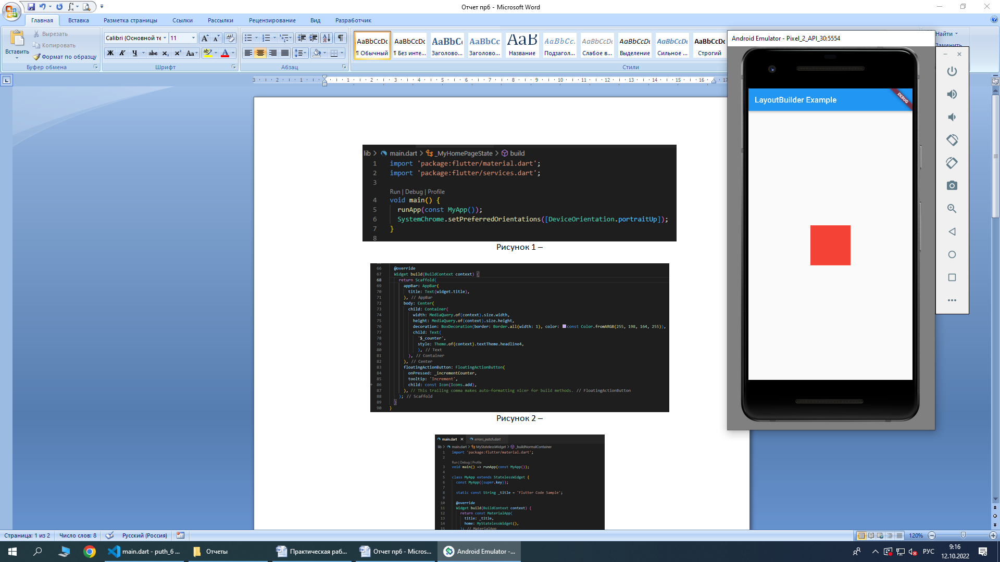 Отчет пр6 - Microsoft Word
Главная Вставка Разметка страницы Ссылки Рассылки Рецензирование Вид Разработчик
Вставить
Вырезать
Копировать
Формат по образцу
Буфер обмена
Calibri (Основной те 11
Ж К Ч abc x₂ x² Aa
Шрифт
Абзац
AaBbCcDc AaBbCcDc AaBbCc AaBbCc AaB AaBbCc. AaBbCcDc AaBbCcDc AaBbCcDc AaBbCcDc
¶ Обычный ¶ Без инте... Заголово... Заголово... Название Подзагол... Слабое в... Выделение Сильное ... Строгий
Стили
Найти
Заменить
3 2 1 1 2 3 4 5 6 7 8 9 10 11 12 13 14 15 16 17
lib > main.dart > _MyHomePageState > build
1 import 'package:flutter/material.dart';
2 import 'package:flutter/services.dart';
3
Run | Debug | Profile
4 void main() {
5 runApp(const MyApp());
6 SystemChrome.setPreferredOrientations([DeviceOrientation.portraitUp]);
7 }
8
Рисунок 1 –
66 @override
67 Widget build(BuildContext context) {
68 return Scaffold(
69 appBar: AppBar(
70 title: Text(widget.title),
71 ), // AppBar
72 body: Center(
73 child: Container(
74 width: MediaQuery.of(context).size.width,
75 height: MediaQuery.of(context).size.height,
76 decoration: BoxDecoration(border: Border.all(width: 1), color: const Color.fromARGB(255, 198, 164, 255)),
77 child: Text(
78 '$_counter',
79 style: Theme.of(context).textTheme.headline4,
80 ), // Text
81 ), // Container
82 ), // Center
83 floatingActionButton: FloatingActionButton(
84 onPressed: _incrementCounter,
85 tooltip: 'Increment',
86 child: const Icon(Icons.add),
87 ), // This trailing comma makes auto-formatting nicer for build methods. // FloatingActionButton
88 ); // Scaffold
89 }
90 }
Рисунок 2 –
main.dart errors_patch.dart
lib > main.dart > MyStatelessWidget > _buildNormalContainer
1 import 'package:flutter/material.dart';
2
Run | Debug | Profile
3 void main() => runApp(const MyApp());
4
5 class MyApp extends StatelessWidget {
6 const MyApp({super.key});
7
8 static const String _title = 'Flutter Code Sample';
9
10 @override
11 Widget build(BuildContext context) {
12 return const MaterialApp(
13 title: _title,
14 home: MyStatelessWidget(),
15 ); // MaterialApp
Android Emulator - Pixel_2_API_30:5554
LayoutBuilder Example
DEBUG
Страница: 1 из 2 Число слов: 8 Русский (Россия) 120%
main.dart - puth_6 ... Отчеты Практическая раб... Отчет пр6 - Micros... Android Emulator -...
РУС
9:16
12.10.2022